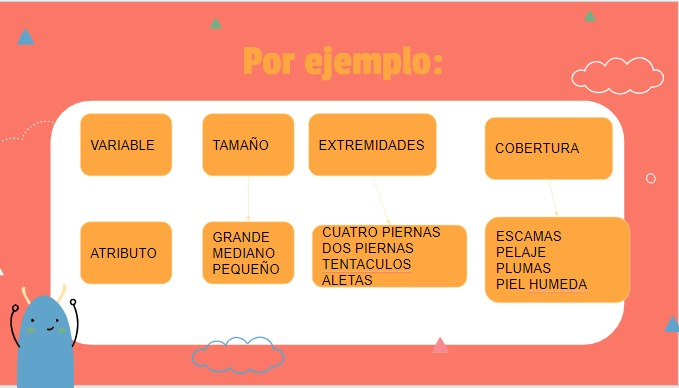 Por ejemplo:
VARIABLE
TAMAÑO
EXTREMIDADES
COBERTURA
ATRIBUTO
GRANDE
MEDIANO
PEQUEÑO
CUATRO PIERNAS
DOS PIERNAS
TENTACULOS
ALETAS
ESCAMAS
PELAJE
PLUMAS
PIEL HUMEDA